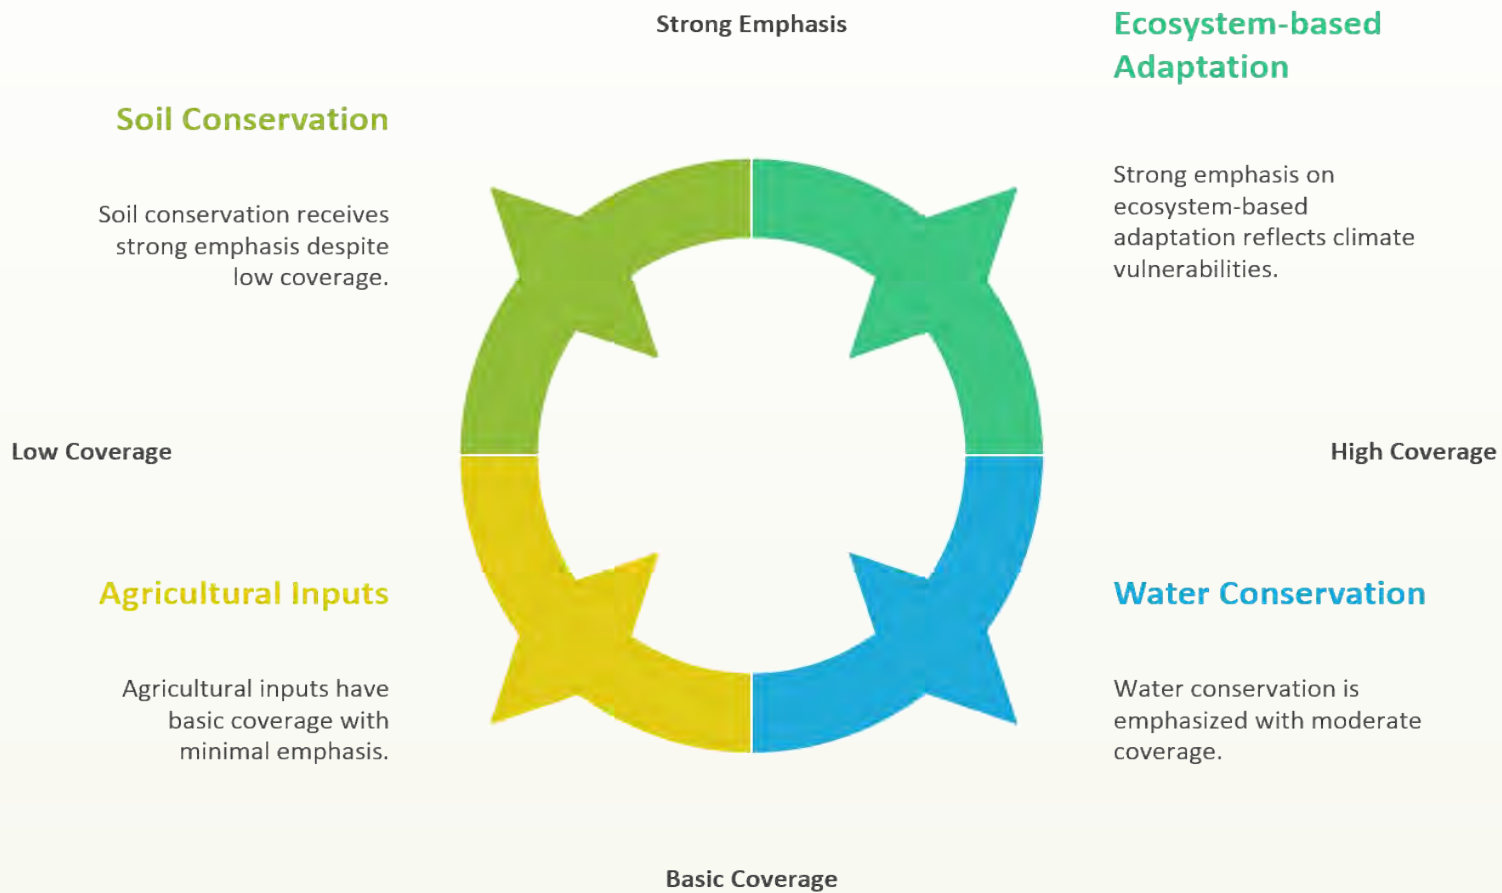 Strong Emphasis
Ecosystem-based
Adaptation
Soil Conservation
Strong emphasis on
ecosystem-based
adaptation reflects climate
vulnerabilities.
Soil conservation receives
strong emphasis despite
low coverage.
Low Coverage
High Coverage
Agricultural Inputs
Agricultural inputs have
basic coverage with
minimal emphasis.
Water Conservation
Water conservation is
emphasized with moderate
coverage.
Basic Coverage